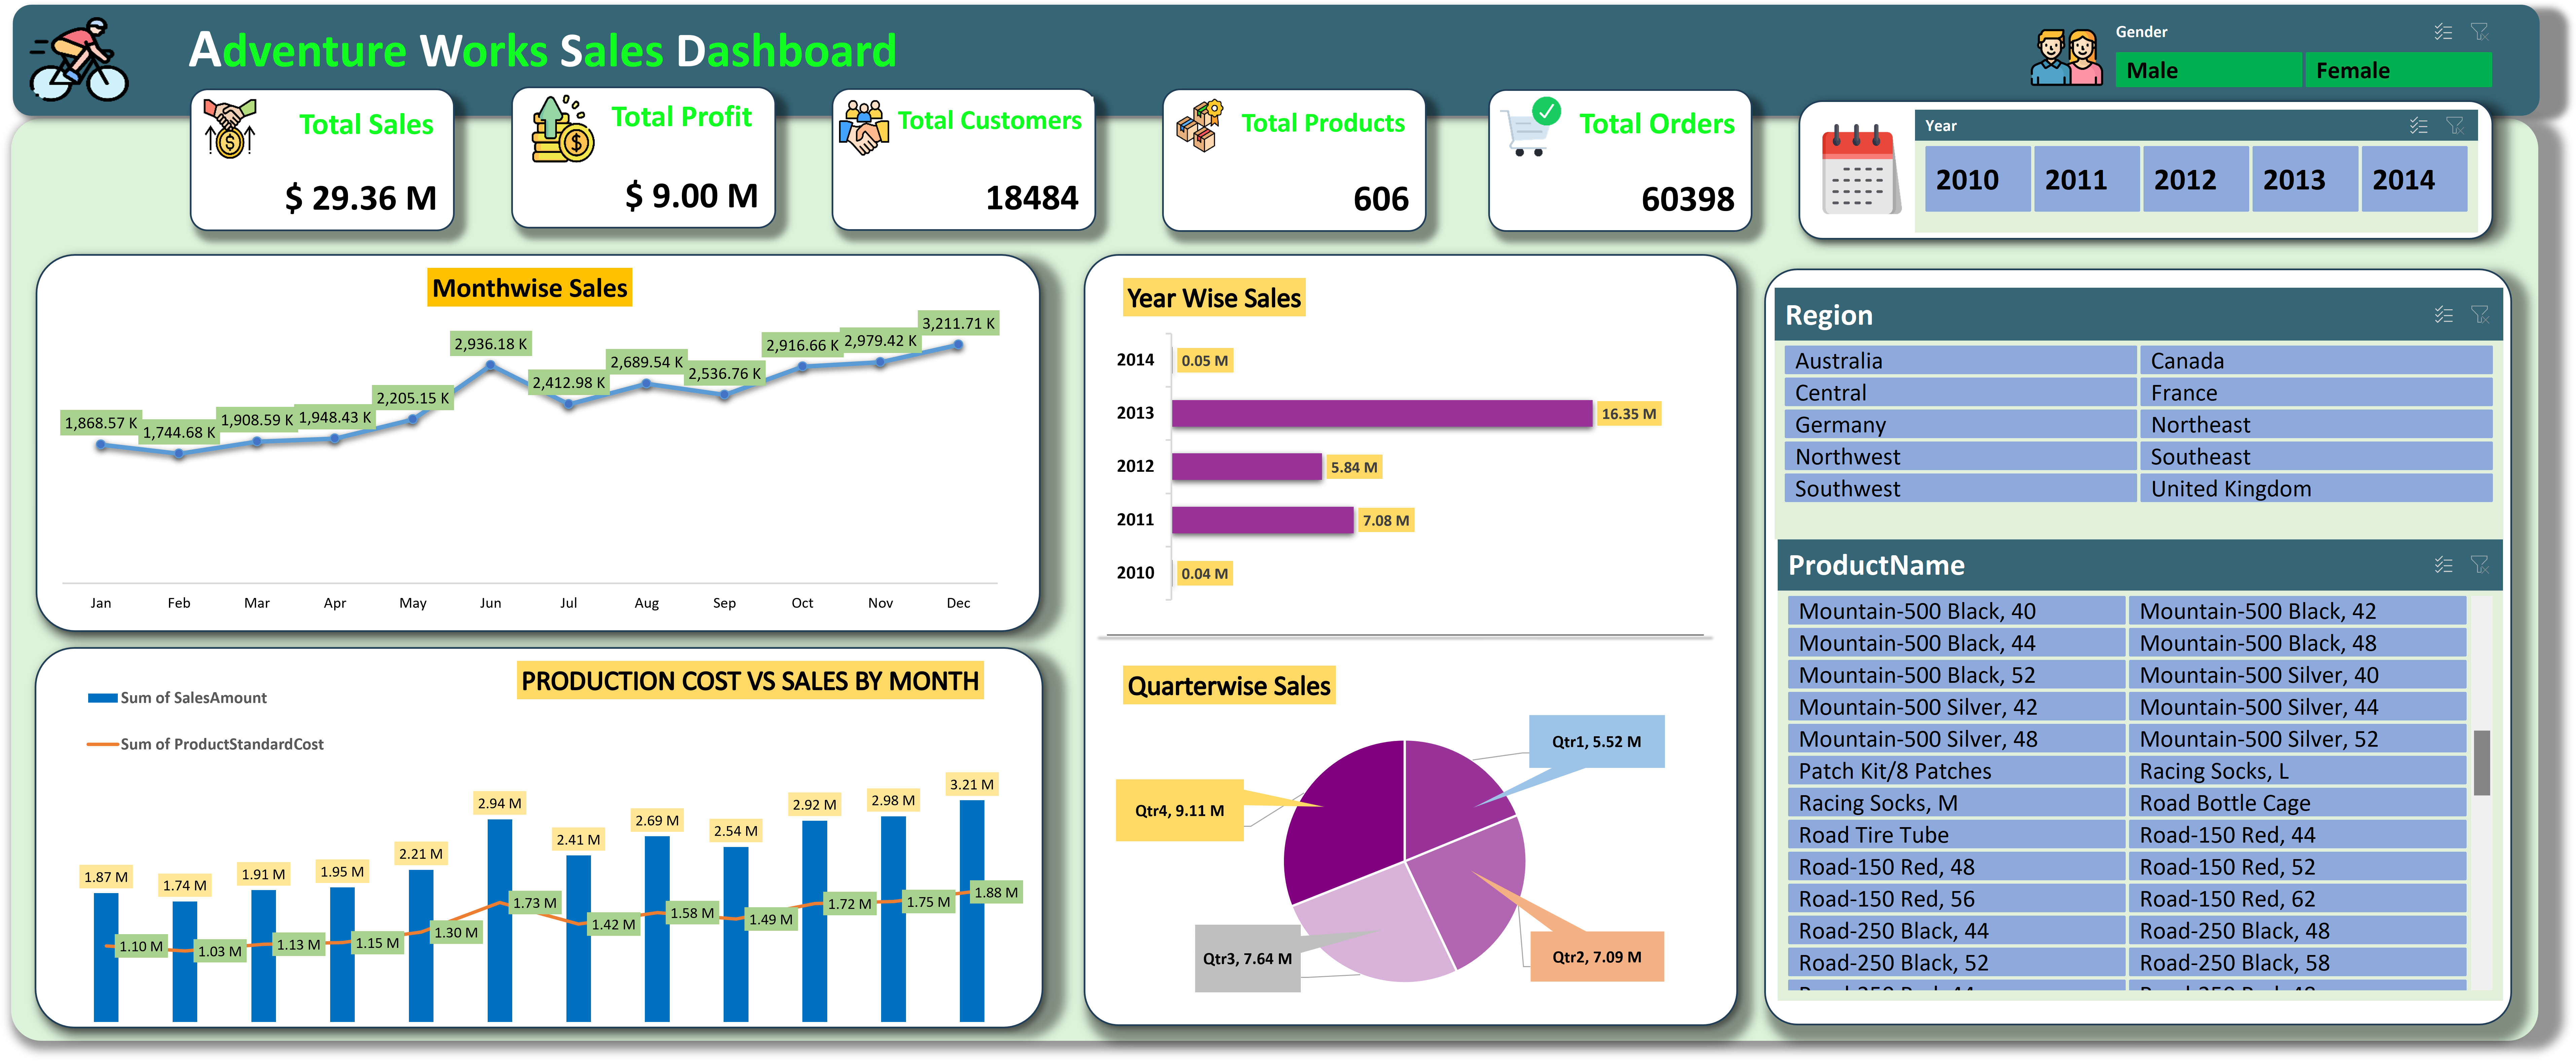 Adventure Works Sales Dashboard
Gender
Male Female
Total Sales
$ 29.36 M
Total Profit
$ 9.00 M
Total Customers
18484
Total Products
606
Total Orders
60398
Year
2010 2011 2012 2013 2014
Monthwise Sales
1,868.57 K 1,744.68 K 1,908.59 K 1,948.43 K 2,205.15 K 2,936.18 K 2,412.98 K 2,689.54 K 2,536.76 K 2,916.66 K 2,979.42 K 3,211.71 K
Jan Feb Mar Apr May Jun Jul Aug Sep Oct Nov Dec
PRODUCTION COST VS SALES BY MONTH
Sum of SalesAmount
Sum of ProductStandardCost
1.87 M 1.74 M 1.91 M 1.95 M 2.21 M 2.94 M 2.41 M 2.69 M 2.54 M 2.92 M 2.98 M 3.21 M
1.10 M 1.03 M 1.13 M 1.15 M 1.30 M 1.73 M 1.42 M 1.58 M 1.49 M 1.72 M 1.75 M 1.88 M
Year Wise Sales
2014 0.05 M
2013 16.35 M
2012 5.84 M
2011 7.08 M
2010 0.04 M
Quarterwise Sales
Qtr1, 5.52 M
Qtr4, 9.11 M
Qtr3, 7.64 M
Qtr2, 7.09 M
Region
Australia Canada
Central France
Germany Northeast
Northwest Southeast
Southwest United Kingdom
ProductName
Mountain-500 Black, 40 Mountain-500 Black, 42
Mountain-500 Black, 44 Mountain-500 Black, 48
Mountain-500 Black, 52 Mountain-500 Silver, 40
Mountain-500 Silver, 42 Mountain-500 Silver, 44
Mountain-500 Silver, 48 Mountain-500 Silver, 52
Patch Kit/8 Patches Racing Socks, L
Racing Socks, M Road Bottle Cage
Road Tire Tube Road-150 Red, 44
Road-150 Red, 48 Road-150 Red, 52
Road-150 Red, 56 Road-150 Red, 62
Road-250 Black, 44 Road-250 Black, 48
Road-250 Black, 52 Road-250 Black, 58